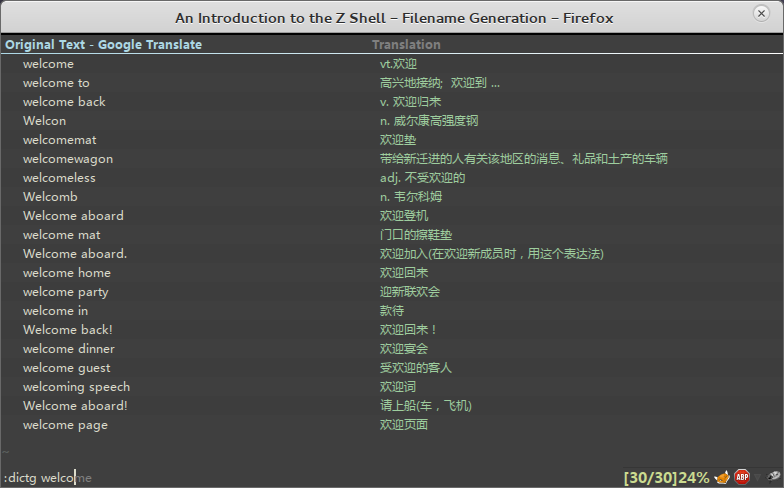 An Introduction to the Z Shell – Filename Generation – Firefox
Original Text - Google Translate Translation
welcome vt.欢迎
welcome to 高兴地接纳; 欢迎到 ...
welcome back v. 欢迎归来
Welcon n. 威尔康高强度钢
welcomemat 欢迎垫
welcomewagon 带给新迁进的人有关该地区的消息、礼品和土产的车辆
welcomeless adj. 不受欢迎的
Welcomb n. 韦尔科姆
Welcome aboard 欢迎登机
welcome mat 门口的擦鞋垫
Welcome aboard. 欢迎加入(在欢迎新成员时，用这个表达法)
welcome home 欢迎回来
welcome party 迎新联欢会
welcome in 款待
Welcome back! 欢迎回来！
welcome dinner 欢迎宴会
welcome guest 受欢迎的客人
welcoming speech 欢迎词
Welcome aboard! 请上船(车，飞机)
welcome page 欢迎页面
~
:dictg welcome [30/30]24% ABP